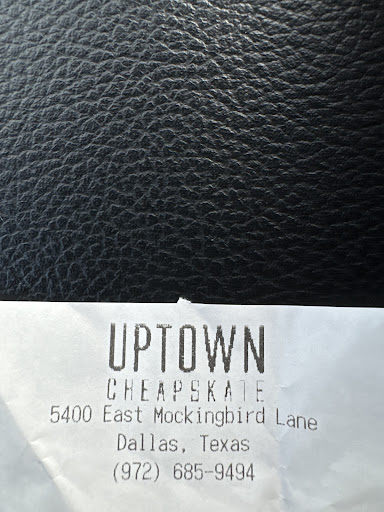 UPTOWN
CHEAPSKATE
5400 East Mockingbird Lane
Dallas, Texas
(972) 685-9494